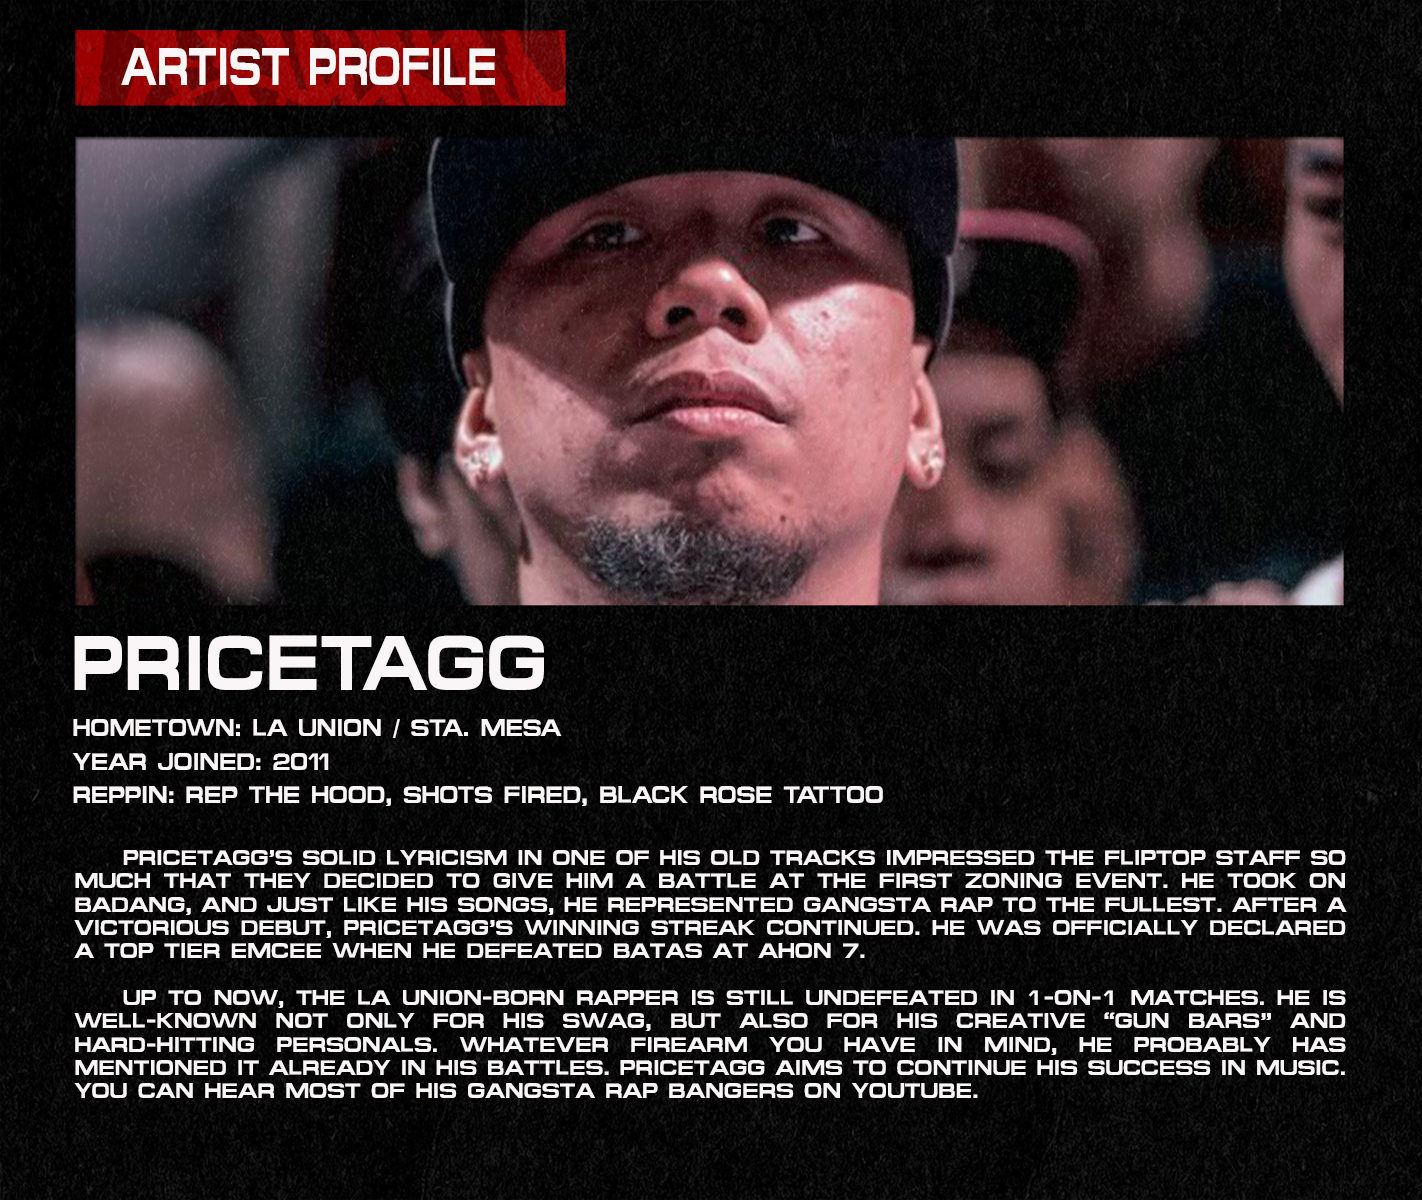 ARTIST PROFILE
PRICETAGG
HOMETOWN: LA UNION / STA. MESA
YEAR JOINED: 2011
REPPIN: REP THE HOOD, SHOTS FIRED, BLACK ROSE TATTOO
PRICETAGG'S SOLID LYRICISM IN ONE OF HIS OLD TRACKS IMPRESSED THE FLIPTOP STAFF SO
MUCH THAT THEY DECIDED TO GIVE HIM A BATTLE AT THE FIRST ZONING EVENT. HE TOOK ON
BADANG, AND JUST LIKE HIS SONGS, HE REPRESENTED GANGSTA RAP TO THE FULLEST. AFTER A
VICTORIOUS DEBUT, PRICETAGG'S WINNING STREAK CONTINUED. HE WAS OFFICIALLY DECLARED
A TOP TIER EMCEE WHEN HE DEFEATED BATAS AT AHON 7.
UP TO NOW, THE LA UNION-BORN RAPPER IS STILL UNDEFEATED IN 1-ON-1 MATCHES. HE IS
WELL-KNOWN NOT ONLY FOR HIS SWAG, BUT ALSO FOR HIS CREATIVE “GUN BARS” AND
HARD-HITTING PERSONALS. WHATEVER FIREARM YOU HAVE IN MIND, HE PROBABLY HAS
MENTIONED IT ALREADY IN HIS BATTLES. PRICETAGG AIMS TO CONTINUE HIS SUCCESS IN MUSIC.
YOU CAN HEAR MOST OF HIS GANGSTA RAP BANGERS ON YOUTUBE.